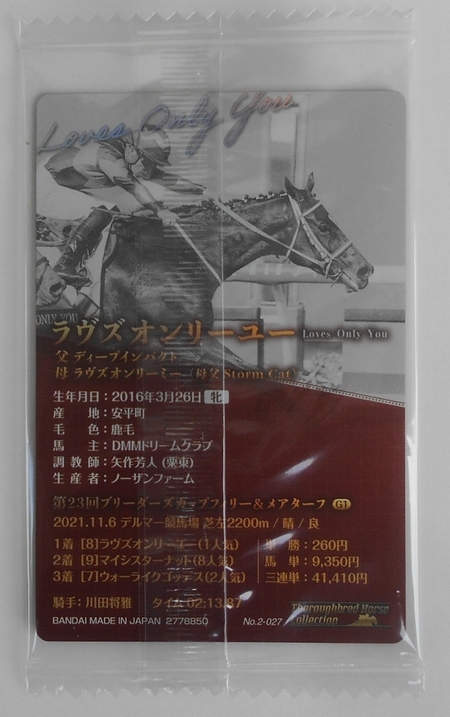 Loves Only You
ONLY YOU
ラヴズオンリーユー Loves Only You
父 ディープインパクト
母 ラヴズオンリーミー (母父 Storm Cat)
生年月日：2016年3月26日 牝
産地：安平町
毛色：鹿毛
馬主：DMMドリームクラブ
調教師：矢作芳人 (栗東)
生産者：ノーザンファーム
第23回ブリーダーズカップフィリー＆メアターフ G1
2021.11.6 デルマー競馬場 芝左2200m / 晴 / 良
1着 [8]ラヴズオンリーユー(1人気) 単勝：260円
2着 [9]マイシスターナット(8人気) 馬単：9,350円
3着 [7]ウォーライクゴッデス(2人気) 三連単：41,410円
騎手：川田将雅 タイム 02:13.87
BANDAI MADE IN JAPAN 2778850 No.2-027 Thoroughbred Horse Collection